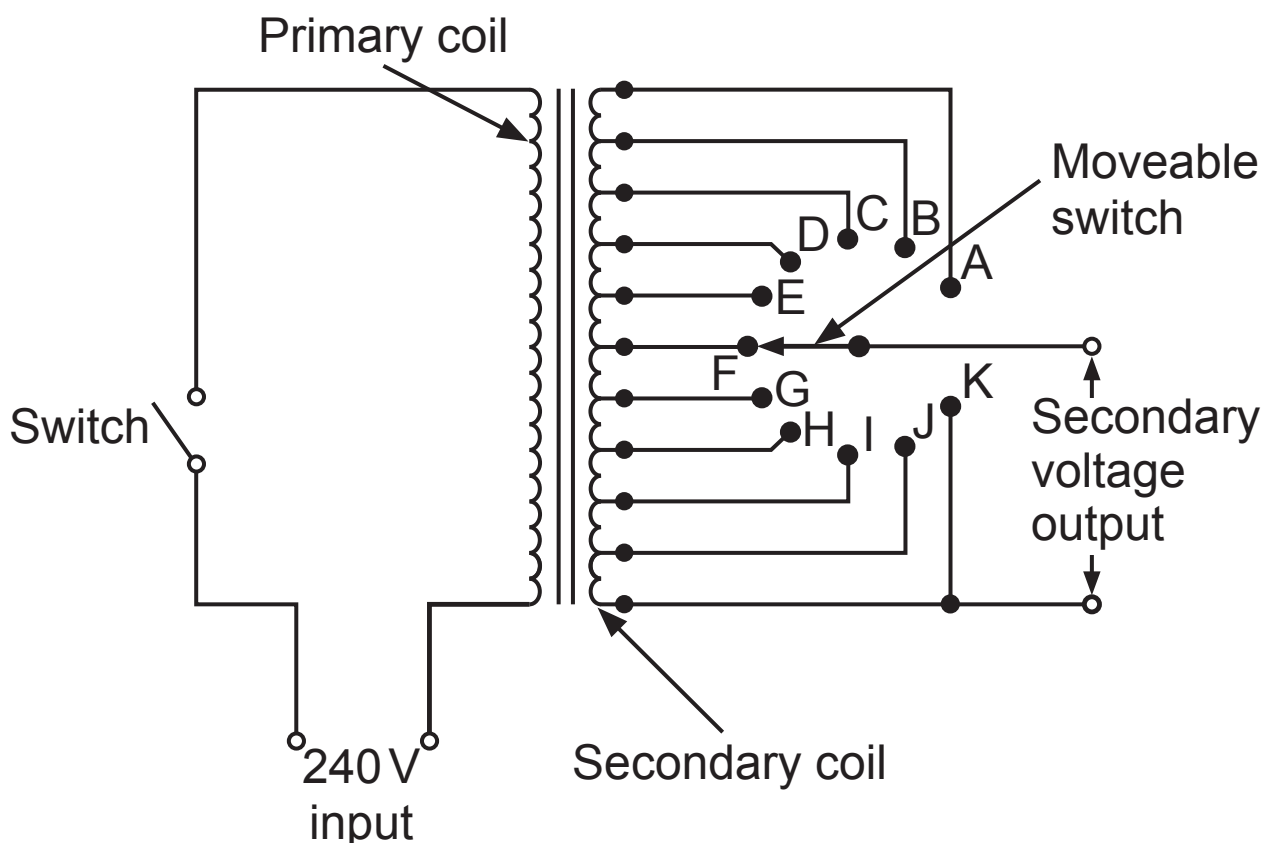 Primary coil
Moveable
switch
C
B
D
A
E
F
G
K
H
I
J
Switch
Secondary
voltage
output
Secondary coil
240 V
input